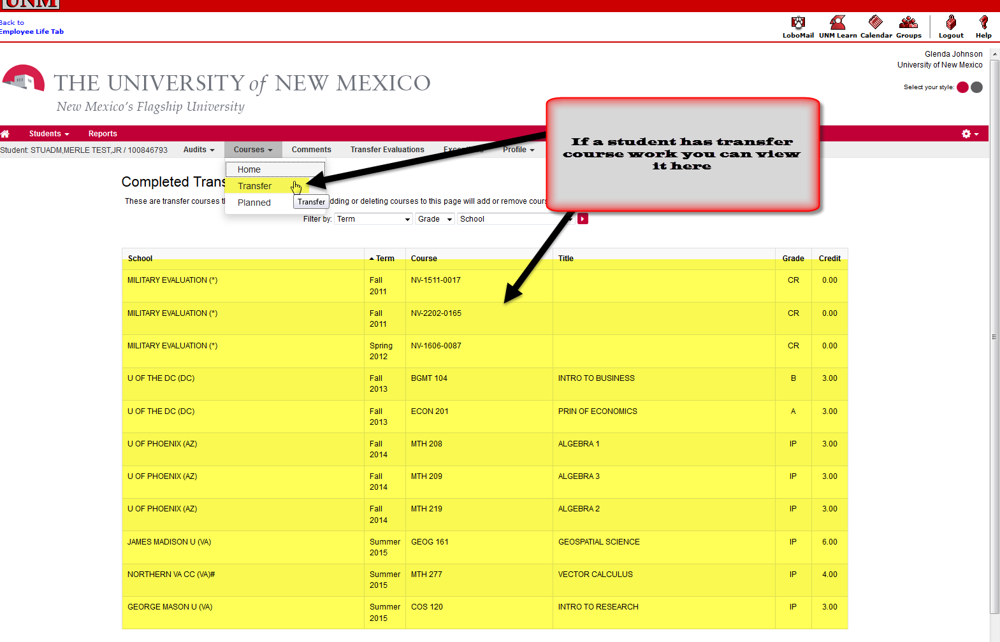 UNM
Back to
Employee Life Tab
LoboMail UNM Learn Calendar Groups Logout Help
Glenda Johnson
University of New Mexico
Select your style:
THE UNIVERSITY of NEW MEXICO
New Mexico's Flagship University
Students Reports
Student: STUADM,MERLE TEST,JR / 100846793 Audits Courses Comments Transfer Evaluations Profile
If a student has transfer
course work you can view
it here
Home
Transfer
Planned
Transfer
Completed
These are transfer courses
adding or deleting courses to this page will add or remove
Filter by: Term Grade School
School Term Course Title Grade Credit
MILITARY EVALUATION (*) Fall 2011 NV-1511-0017 CR 0.00
MILITARY EVALUATION (*) Fall 2011 NV-2202-0165 CR 0.00
MILITARY EVALUATION (*) Spring 2012 NV-1606-0087 CR 0.00
U OF THE DC (DC) Fall 2013 BGMT 104 INTRO TO BUSINESS B 3.00
U OF THE DC (DC) Fall 2013 ECON 201 PRIN OF ECONOMICS A 3.00
U OF PHOENIX (AZ) Fall 2014 MTH 208 ALGEBRA 1 IP 3.00
U OF PHOENIX (AZ) Fall 2014 MTH 209 ALGEBRA 3 IP 3.00
U OF PHOENIX (AZ) Fall 2014 MTH 219 ALGEBRA 2 IP 3.00
JAMES MADISON U (VA) Summer 2015 GEOG 161 GEOSPATIAL SCIENCE IP 6.00
NORTHERN VA CC (VA)# Summer 2015 MTH 277 VECTOR CALCULUS IP 4.00
GEORGE MASON U (VA) Summer 2015 COS 120 INTRO TO RESEARCH IP 3.00